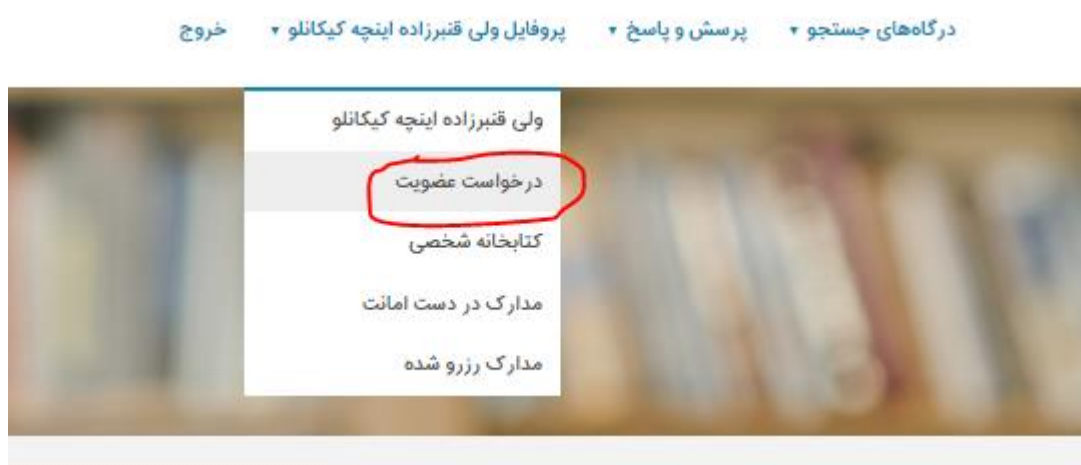 درگاه‌های جستجو ▾ پرسش و پاسخ ▾ پروفایل ولی قنبرزاده اینچه کیکانلو ▾ خروج
ولی قنبرزاده اینچه کیکانلو
درخواست عضویت
کتابخانه شخصی
مدارک در دست امانت
مدارک رزرو شده